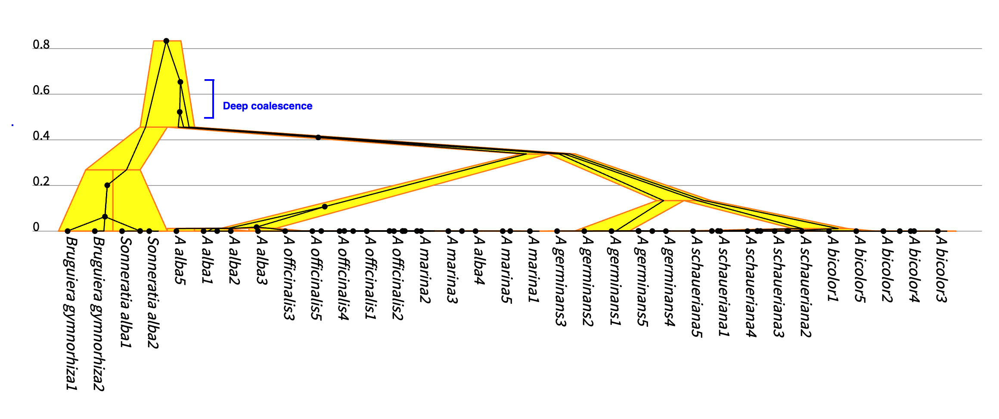 0.8
0.6
Deep coalescence
0.4
0.2
0
Bruguiera gymnorhiza1
Bruguiera gymnorhiza2
Sonneratia alba1
Sonneratia alba2
A alba5
A alba1
A alba2
A alba3
A officinalis3
A officinalis5
A officinalis4
A officinalis1
A officinalis2
A marina2
A marina3
A alba4
A marina5
A marina1
A germinans3
A germinans2
A germinans1
A germinans5
A germinans4
A schaueriana5
A schaueriana1
A schaueriana4
A schaueriana3
A schaueriana2
A bicolor1
A bicolor5
A bicolor2
A bicolor4
A bicolor3